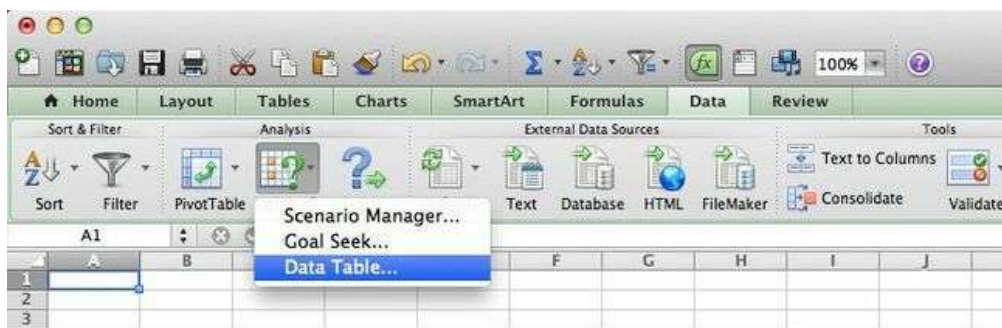 100%
Home Layout Tables Charts SmartArt Formulas Data Review
Sort & Filter Analysis External Data Sources Tools
Text to Columns
Consolidate
Sort Filter PivotTable Text Database HTML FileMaker Validate
Scenario Manager...
Goal Seek...
Data Table...
A1
A B F G H I J
1
2
3